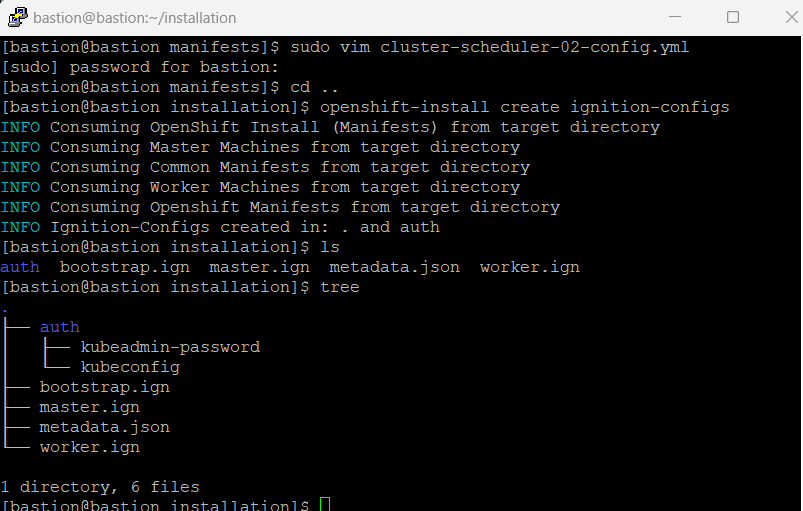 bastion@bastion:~/installation
[bastion@bastion manifests]$ sudo vim cluster-scheduler-02-config.yml
[sudo] password for bastion:
[bastion@bastion manifests]$ cd ..
[bastion@bastion installation]$ openshift-install create ignition-configs
INFO Consuming OpenShift Install (Manifests) from target directory
INFO Consuming Master Machines from target directory
INFO Consuming Common Manifests from target directory
INFO Consuming Worker Machines from target directory
INFO Consuming Openshift Manifests from target directory
INFO Ignition-Configs created in: . and auth
[bastion@bastion installation]$ ls
auth  bootstrap.ign  master.ign  metadata.json  worker.ign
[bastion@bastion installation]$ tree
.
├── auth
│   ├── kubeadmin-password
│   └── kubeconfig
├── bootstrap.ign
├── master.ign
├── metadata.json
└── worker.ign
1 directory, 6 files
[bastion@bastion installation]$